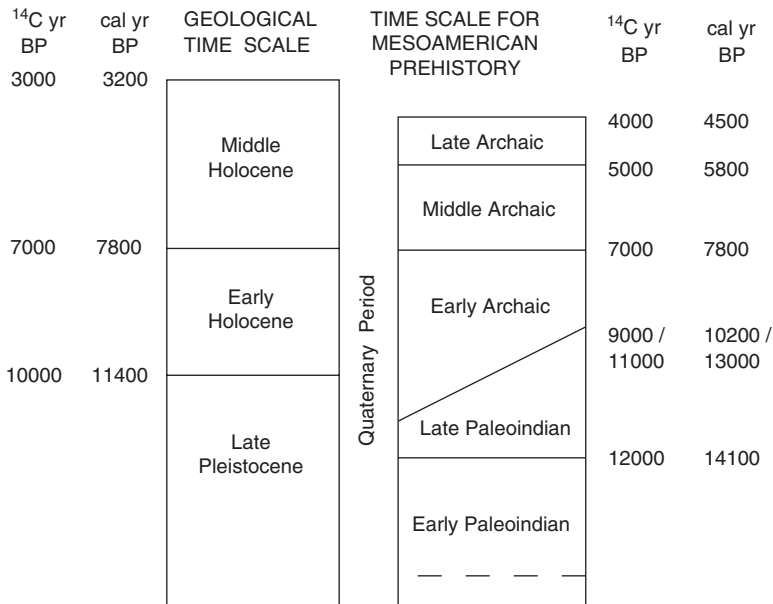 ¹⁴C yr BP
cal yr BP
GEOLOGICAL
TIME SCALE
TIME SCALE FOR
MESOAMERICAN
PREHISTORY
¹⁴C yr BP
cal yr BP
3000 3200
Middle
Holocene
7000 7800
Early
Holocene
10000 11400
Late
Pleistocene
Quaternary Period
4000 4500
Late Archaic
5000 5800
Middle Archaic
7000 7800
Early Archaic
9000 / 10200 /
11000 13000
Late Paleoindian
12000 14100
Early Paleoindian